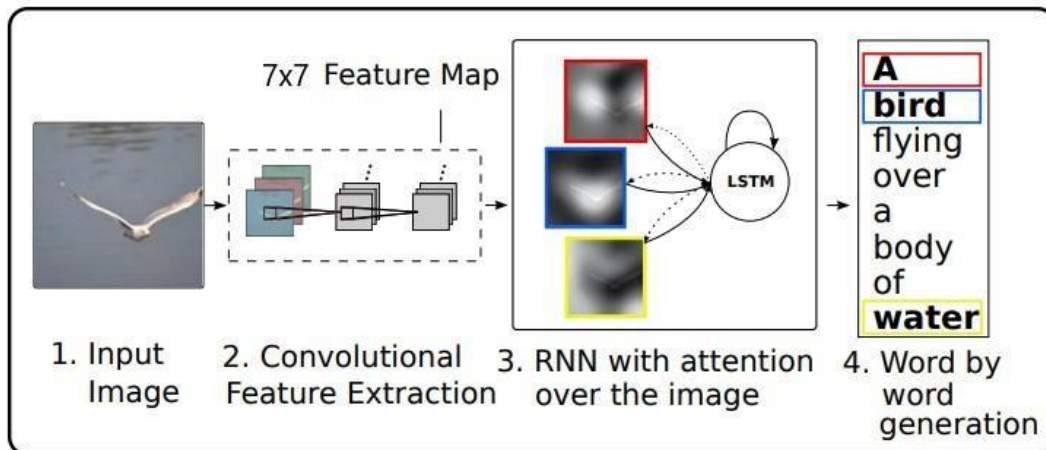 7x7 Feature Map
LSTM
A
bird
flying
over
a
body
of
water
1. Input
Image
2. Convolutional
Feature Extraction
3. RNN with attention
over the image
4. Word by
word
generation